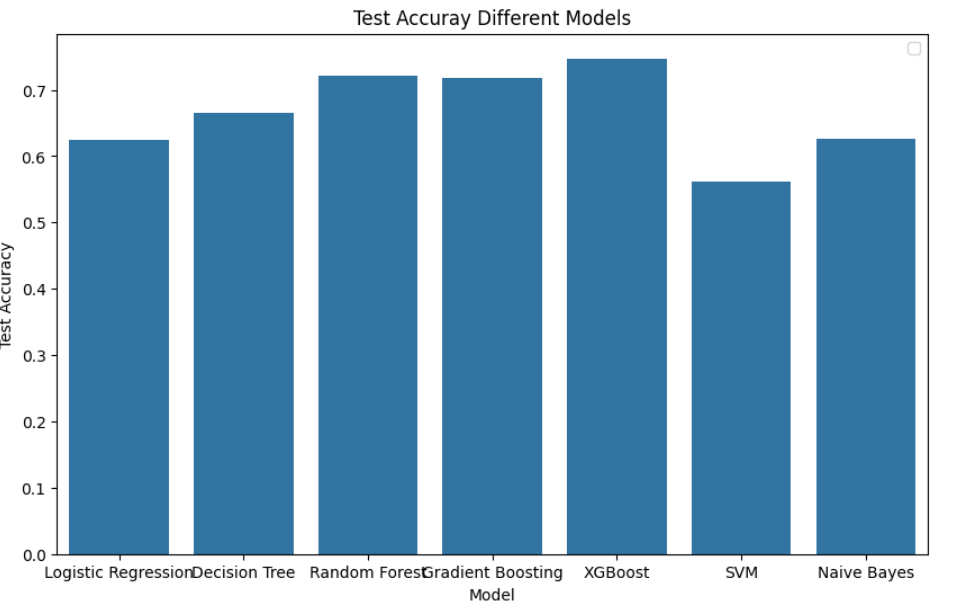 Test Accuray Different Models
Test Accuracy
0.7
0.6
0.5
0.4
0.3
0.2
0.1
0.0
Logistic Regression Decision Tree Random Forest Gradient Boosting XGBoost SVM Naive Bayes
Model